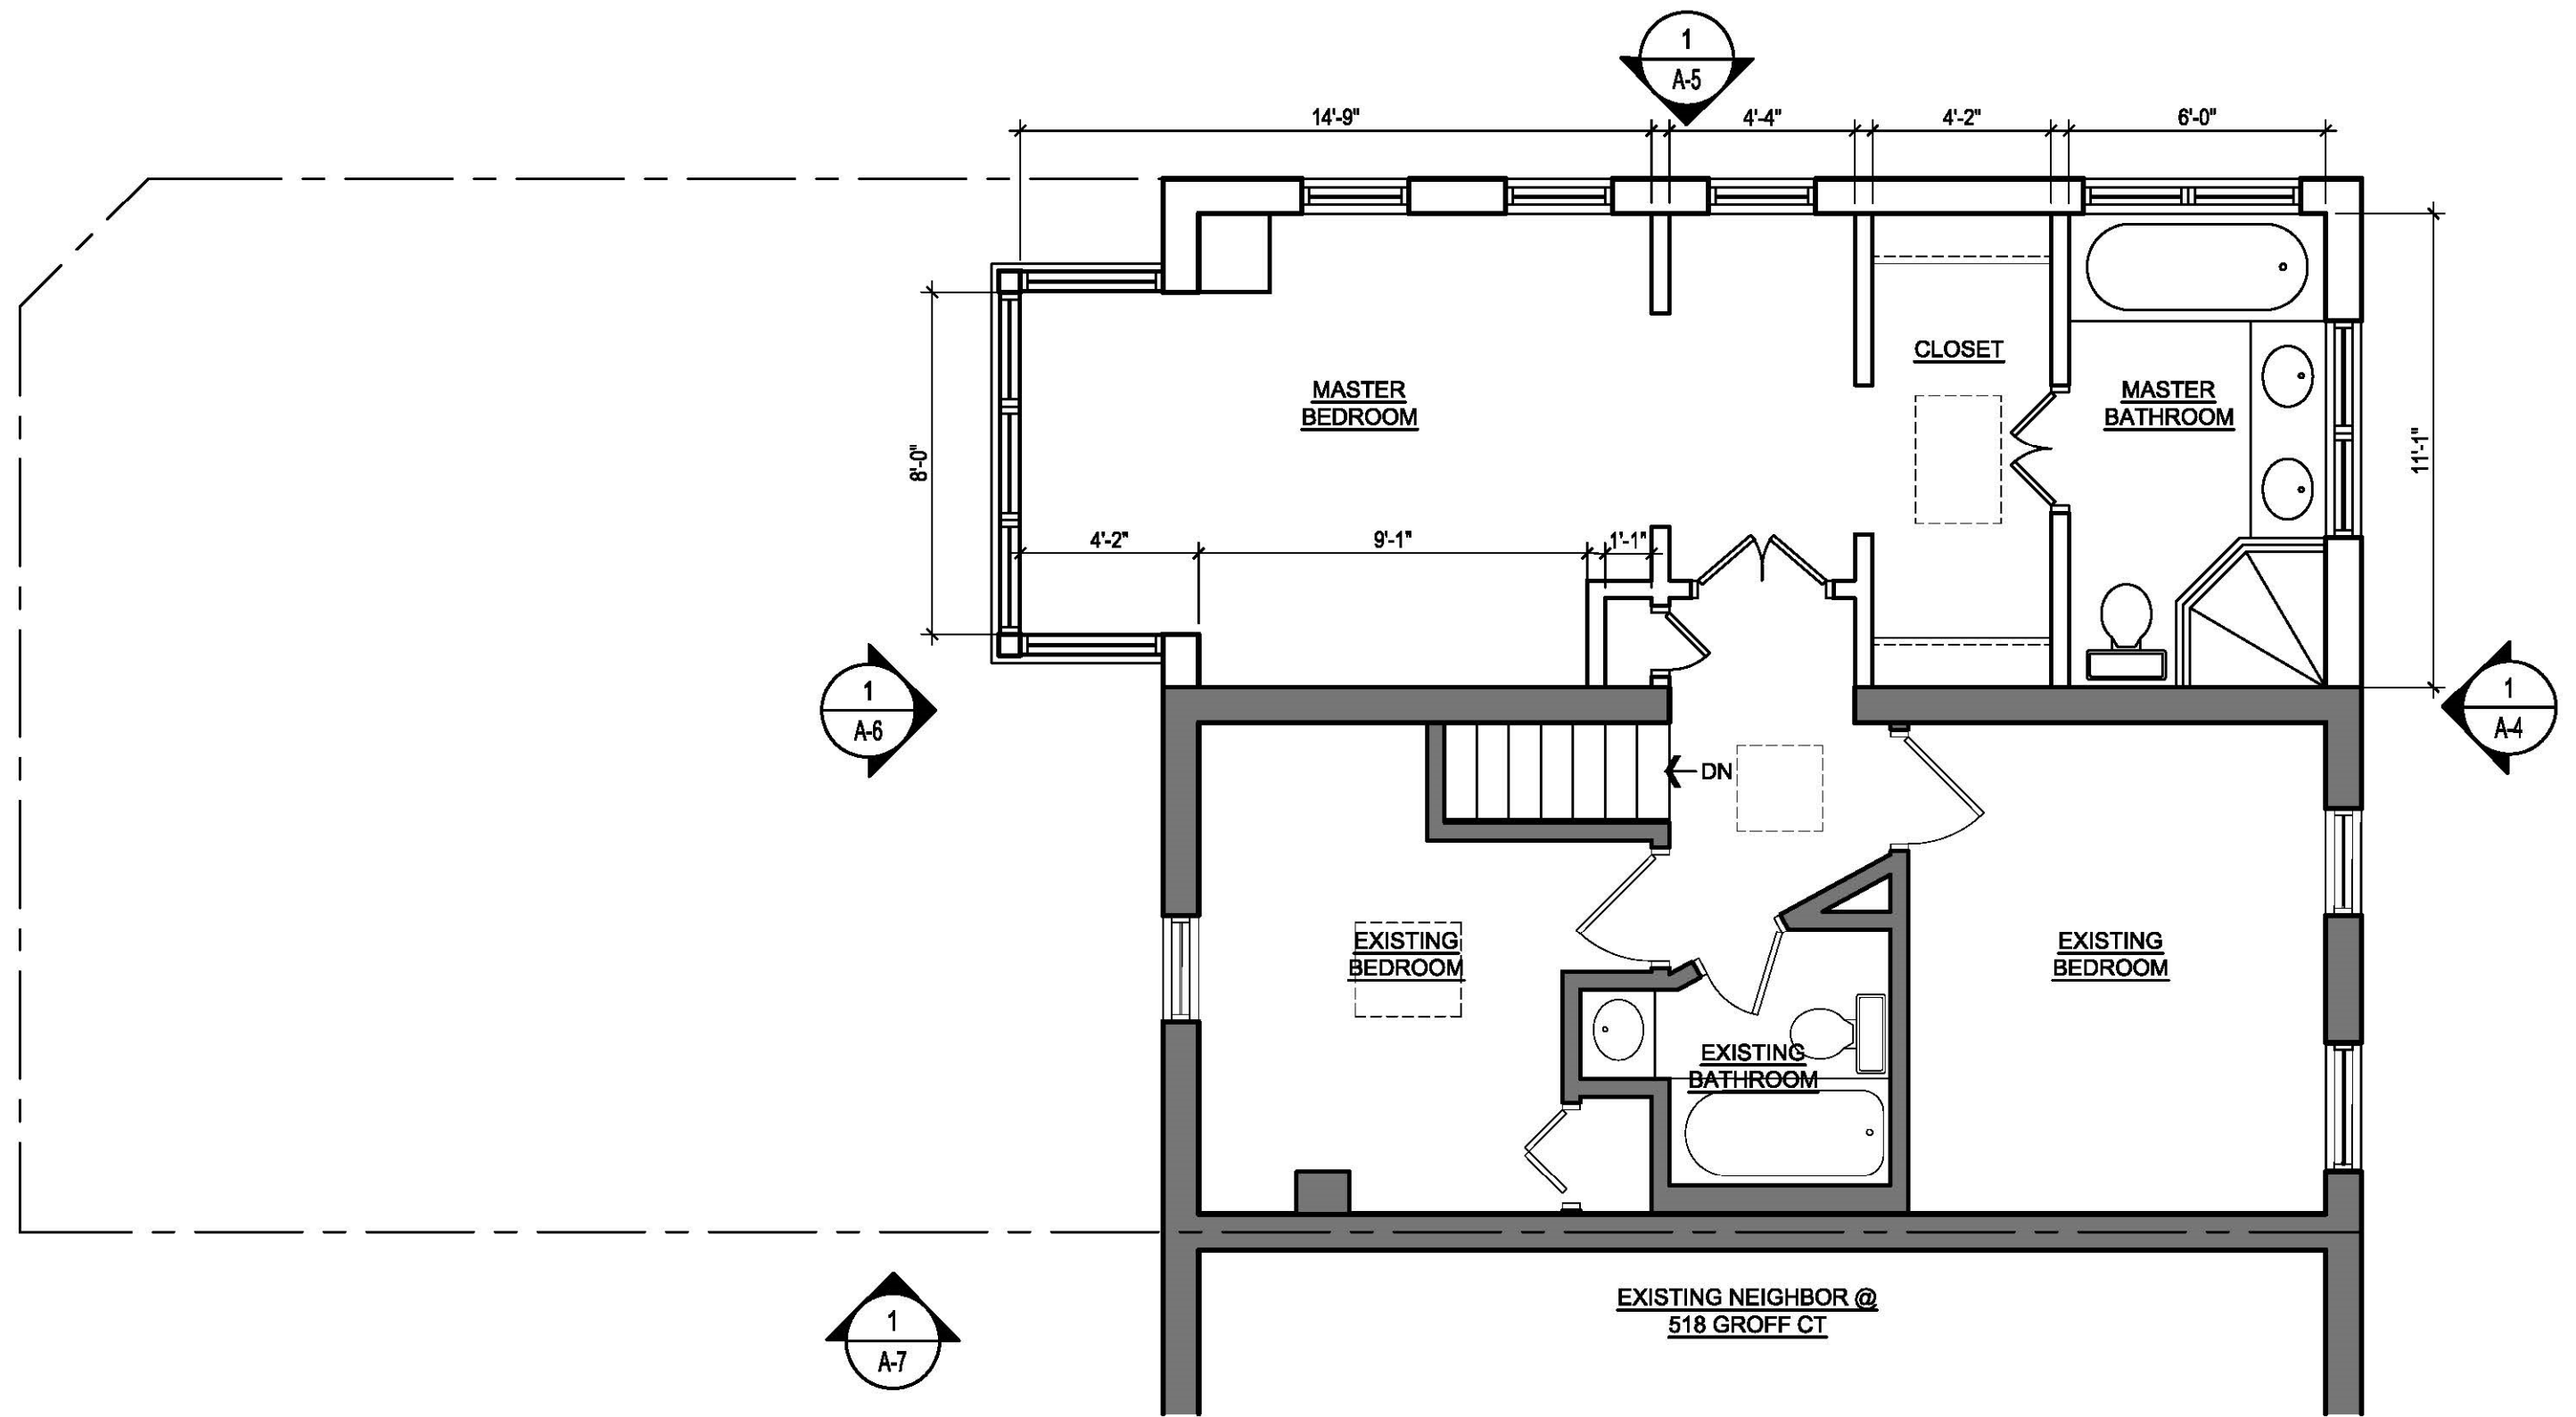 1
A-5
14'-9"
4'-4"
4'-2"
6'-0"
CLOSET
MASTER
BEDROOM
MASTER
BATHROOM
8'-0"
11'-1"
4'-2"
9'-1"
1'-1"
1
A-6
1
A-4
DN
EXISTING
BEDROOM
EXISTING
BEDROOM
EXISTING
BATHROOM
EXISTING NEIGHBOR @
518 GROFF CT
1
A-7